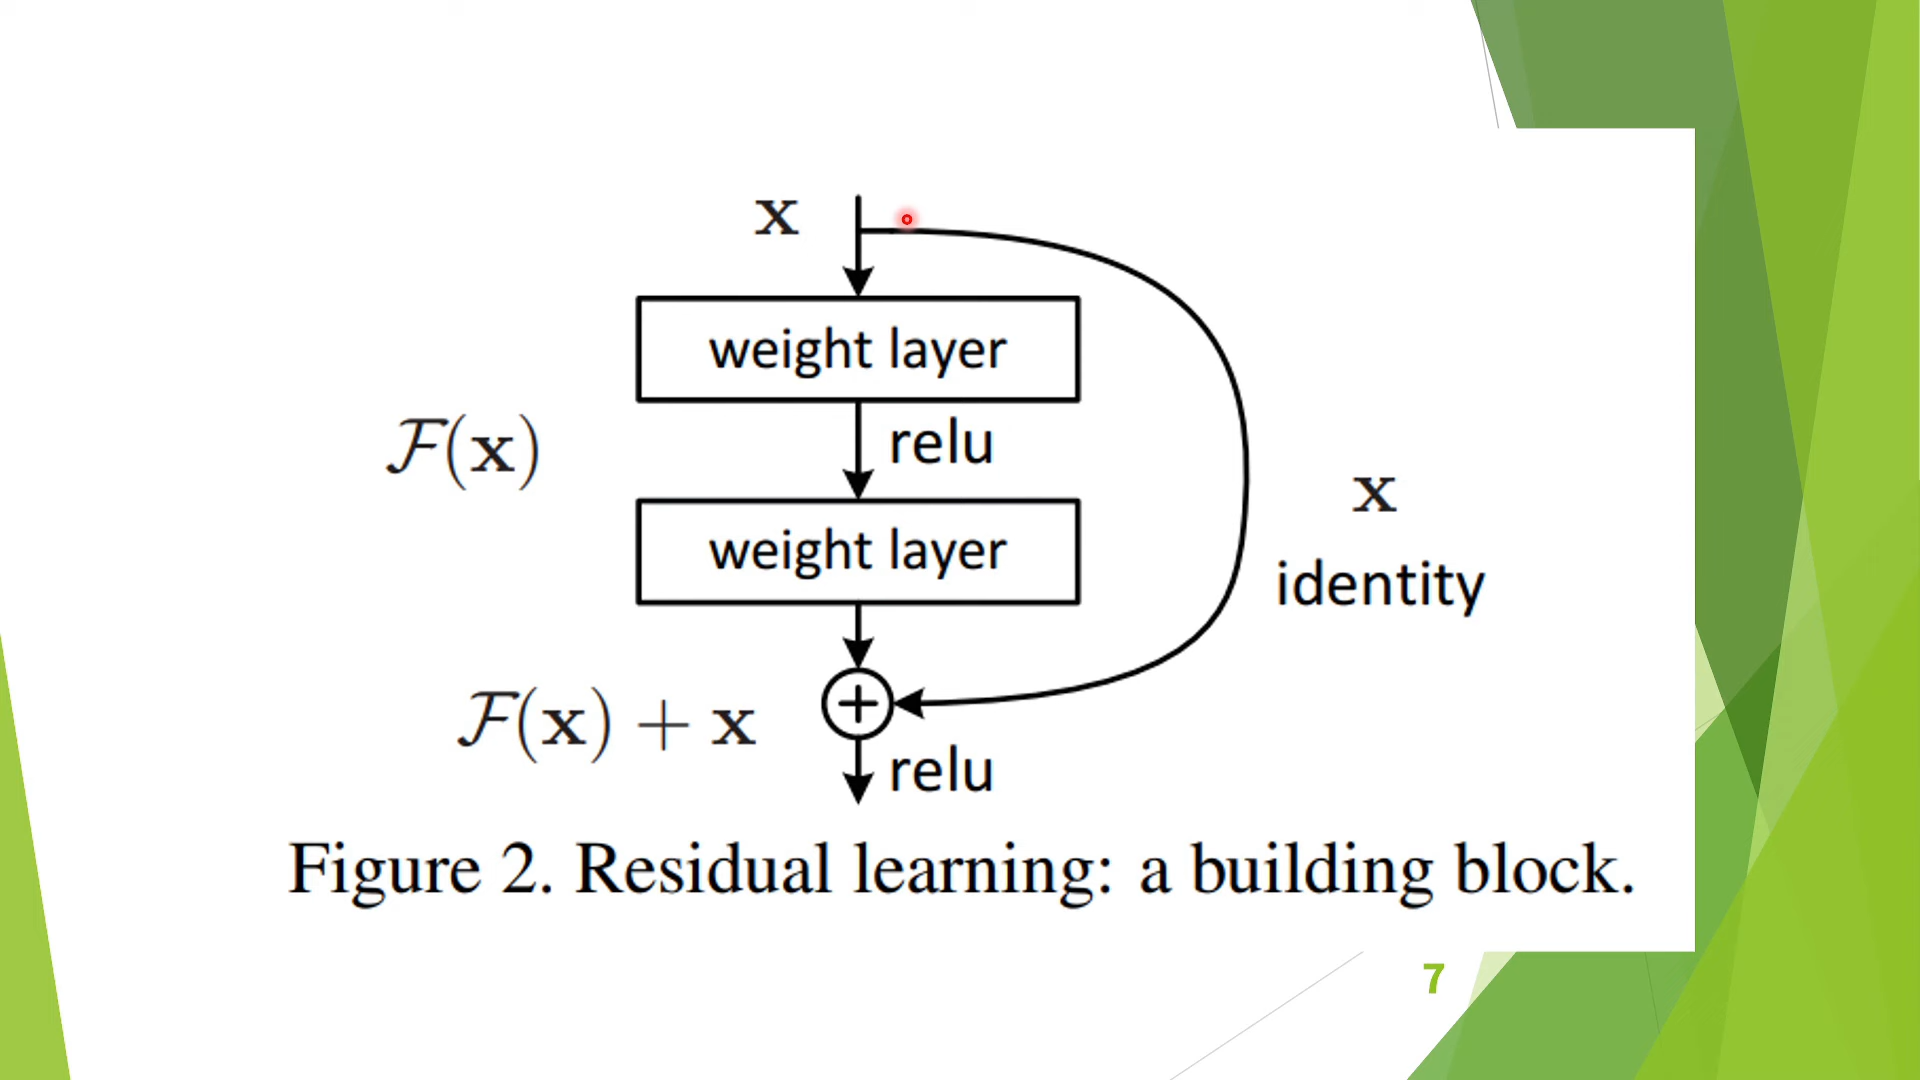 x
weight layer
relu
F(x)
weight layer
x
identity
F(x) + x
relu
Figure 2. Residual learning: a building block.
7